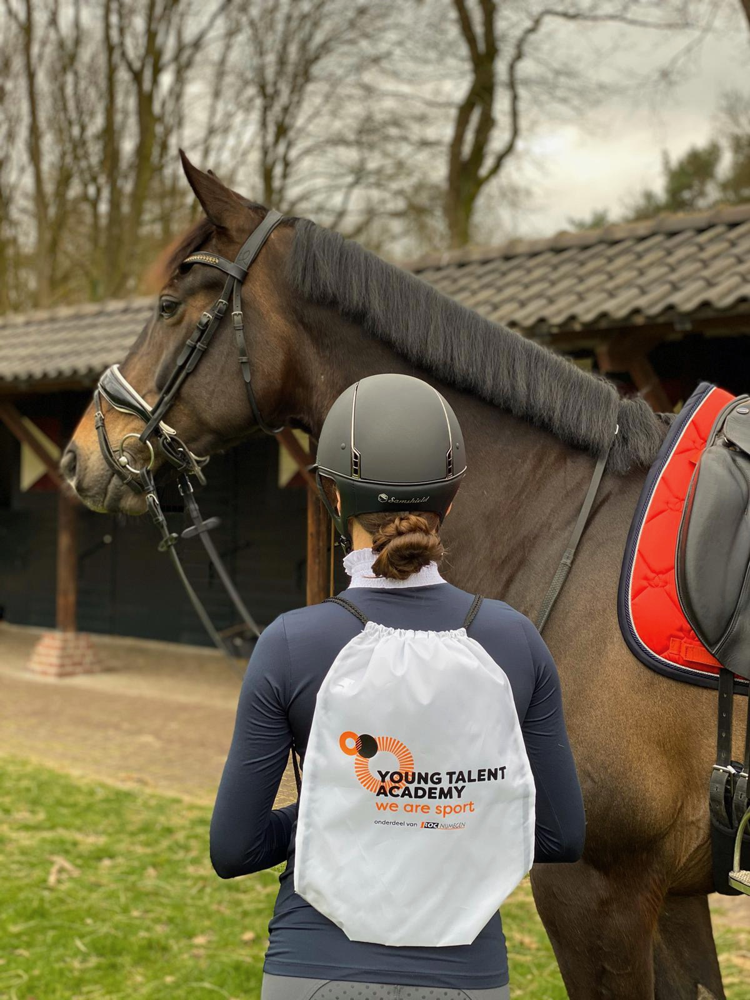 Samshield
YOUNG TALENT
ACADEMY
we are sport
onderdeel van ROC NIJMEGEN